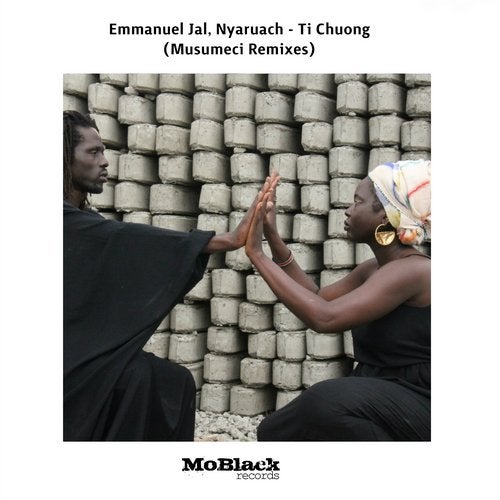 Emmanuel Jal, Nyaruach - Ti Chuong
(Musumeci Remixes)
MoBlack
records